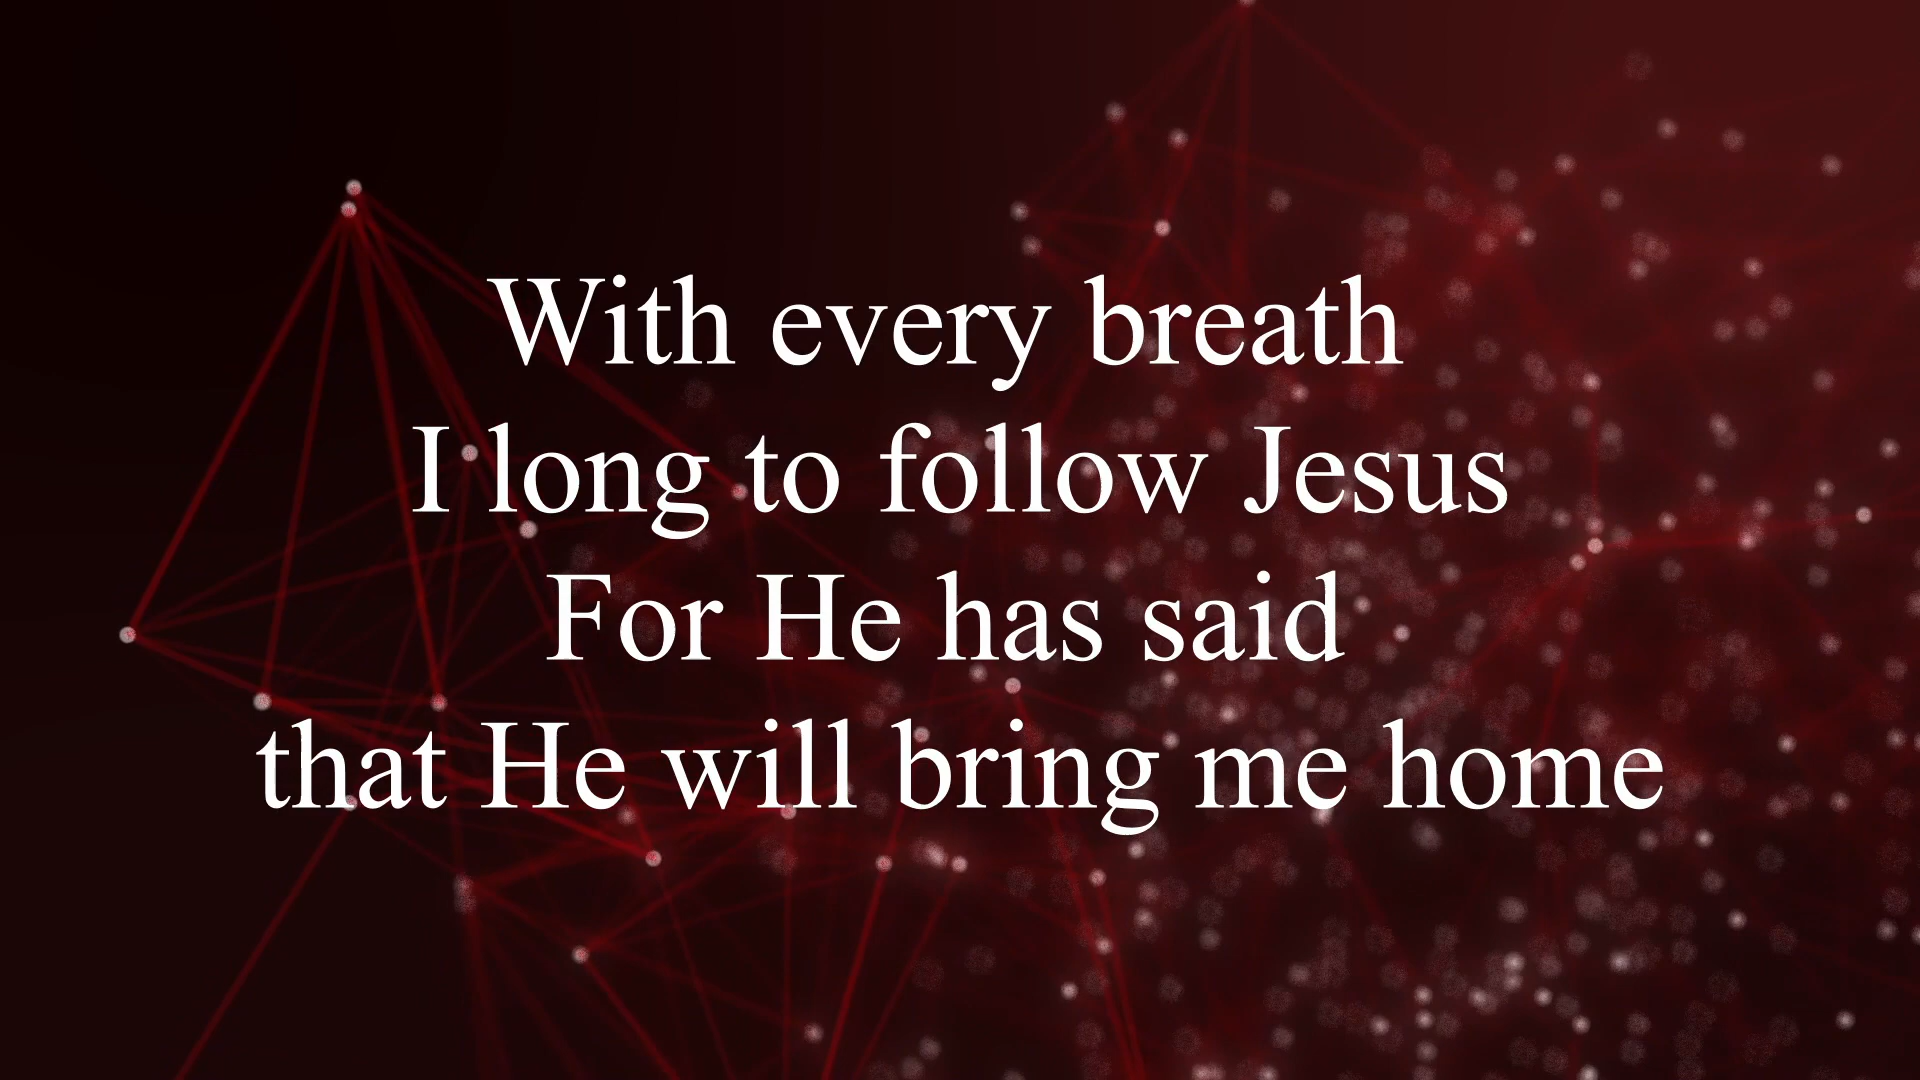 With every breath
I long to follow Jesus
For He has said
that He will bring me home